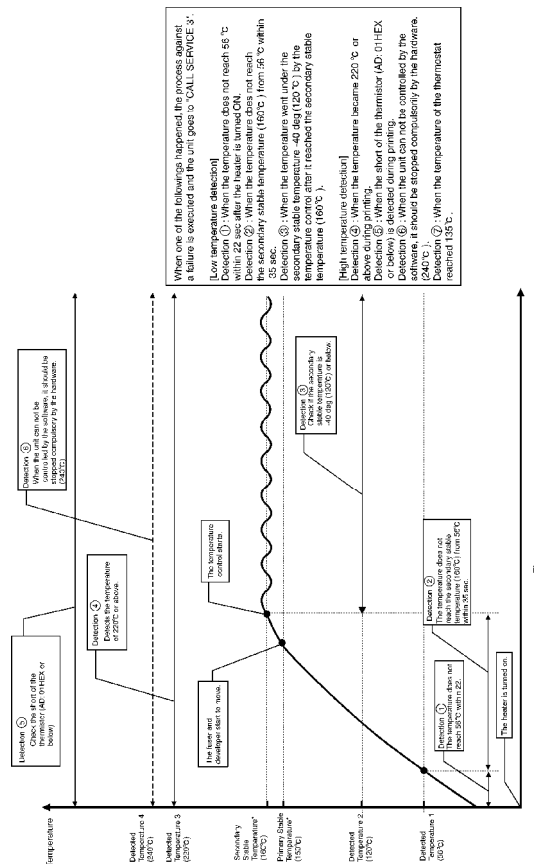 When one of the followings happened, the process against
a failure is executed and the unit goes to "CALL SERVICE 3".
[Low temperature detection]
Detection ① : When the temperature does not reach 56 ℃
within 22 sec after the heater is turned ON.
Detection ② : When the temperature does not reach
the secondary stable temperature (160℃ ) from 56 ℃ within
35 sec.
Detection ③ : When the temperature went under the
secondary stable temperature -40 deg (120℃ ) by the
temperature control after it reached the secondary stable
temperature (160℃ ).
[High temperature detection]
Detection ④ : When the temperature became 220 ℃ or
above during printing.
Detection ⑤ : When the short of the thermistor (AD: 01HEX
or below) is detected during printing.
Detection ⑥ : When the unit can not be controlled by the
software, it should be stopped compulsorily by the hardware.
(240℃ ).
Detection ⑦ : When the temperature of the thermostat
reached 135℃ .
Detection ⑥
When the unit can not be
controlled by the software, it should be
stopped compulsory by the hardware.
(240℃)
Detection ③
Check if the secondary
stable temperture is
-40 deg (120℃) or below.
Detection ④
Detects the temperature
of 220℃ or above.
The temperature
control starts.
Detection ⑤
Check the short of the
thermistor (AD: 01HEX or
below)
The fuser and
developer start to move.
Detection ②
The temperature does not
reach the secondary stable
temperature (160℃) from 56℃
within 35 sec.
Detection ①
The temperature does not
reach 56℃ within 22.
The heater is turned on.
Temperature
Detected
Temperature 4
(240℃)
Detected
Temperature 3
(220℃)
Secondary
Stable
Temperature*
(160℃)
Primary Stable
Temperature*
(150℃)
Detected
Temperature 2
(120℃)
Detected
Temperature 1
(56℃)